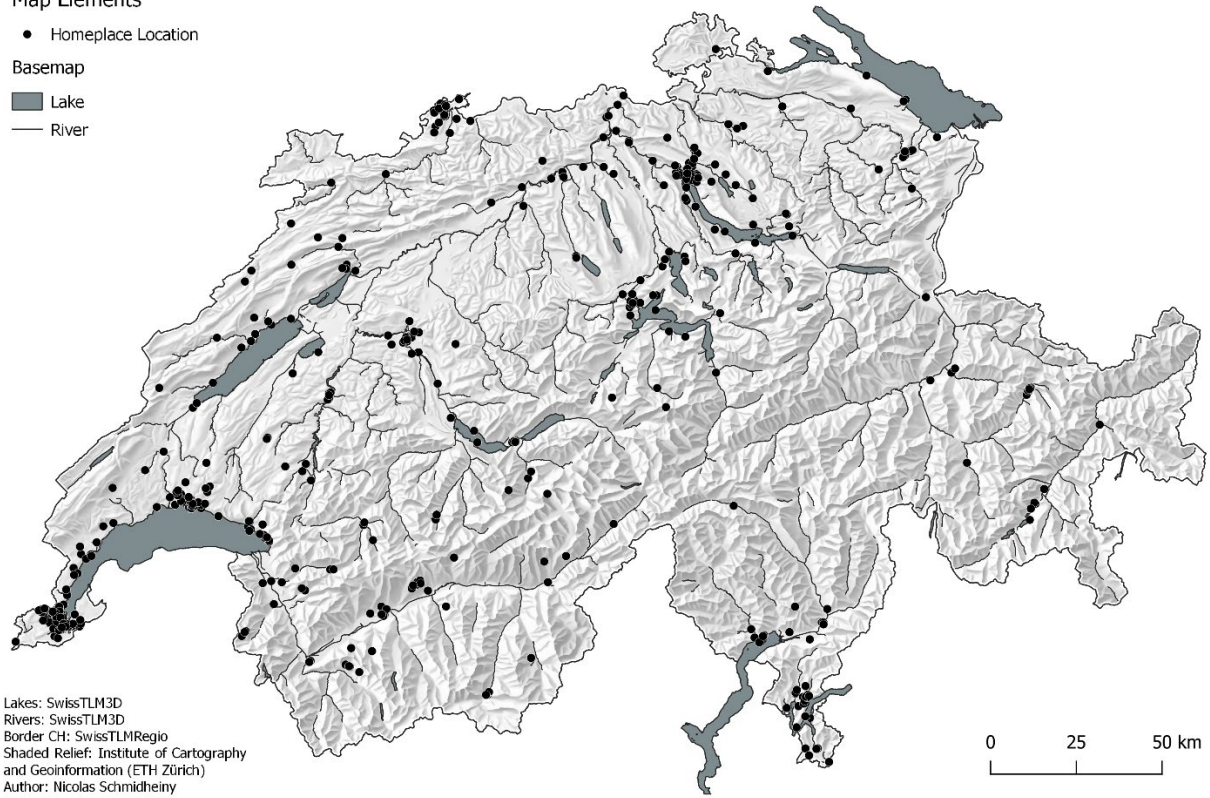 Map Elements
Homeplace Location
Basemap
Lake
River
Lakes: SwissTLM3D
Rivers: SwissTLM3D
Border CH: SwissTLMRegio
Shaded Relief: Institute of Cartography
and Geoinformation (ETH Zürich)
Author: Nicolas Schmidheiny
0 25 50 km